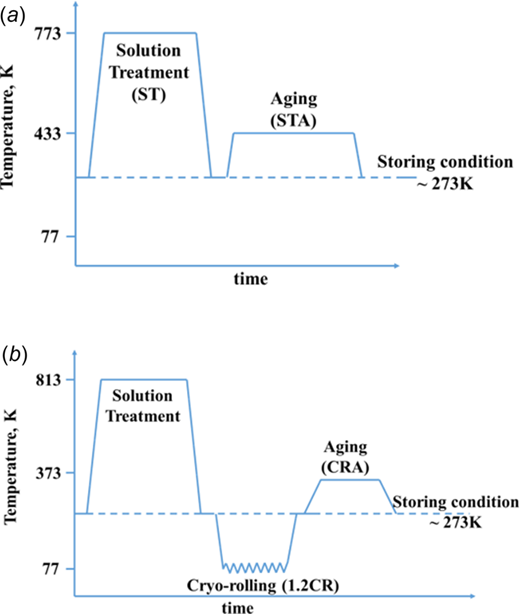 (a)
773
Solution
Treatment
(ST)
Aging
(STA)
433
Storing condition
~ 273K
77
Temperature, K
time
(b)
813
Solution
Treatment
Aging
(CRA)
373
Storing condition
~ 273K
77
Cryo-rolling (1.2CR)
Temperature, K
time